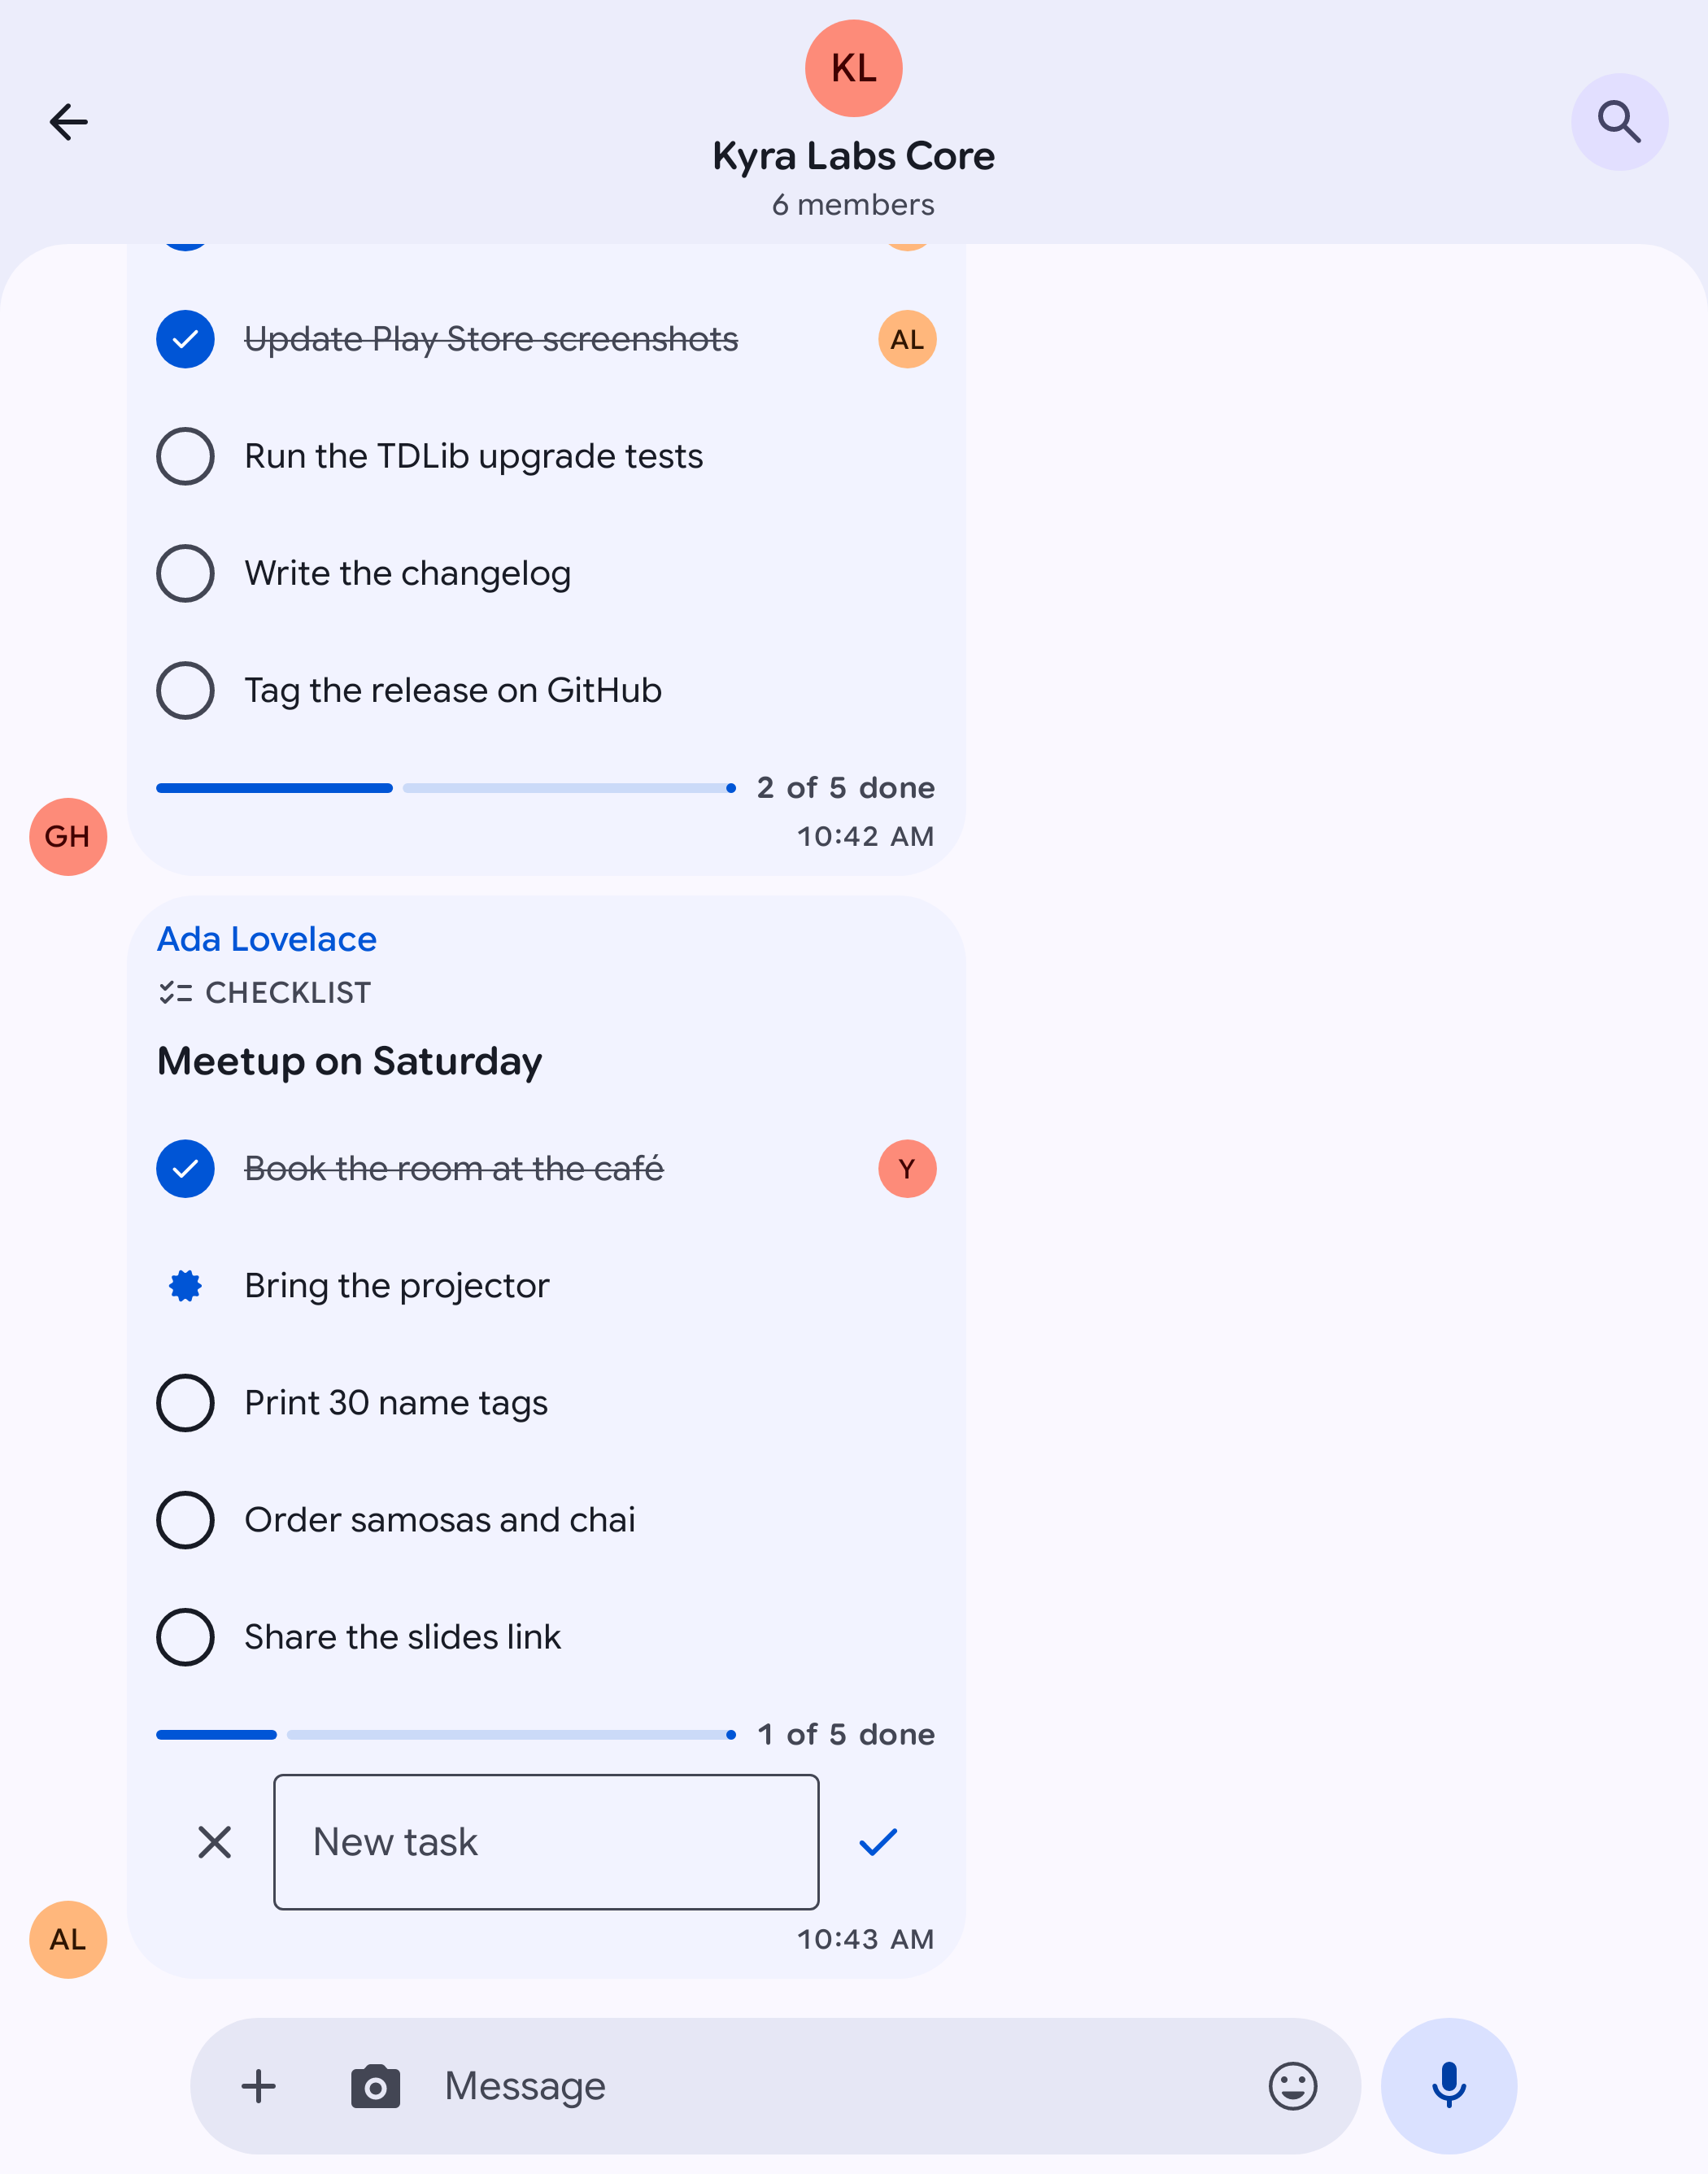 KL
Kyra Labs Core
6 members
Update Play Store screenshots
AL
Run the TDLib upgrade tests
Write the changelog
Tag the release on GitHub
2 of 5 done
GH
10:42 AM
Ada Lovelace
CHECKLIST
Meetup on Saturday
Book the room at the café
Y
Bring the projector
Print 30 name tags
Order samosas and chai
Share the slides link
1 of 5 done
New task
AL
10:43 AM
Message